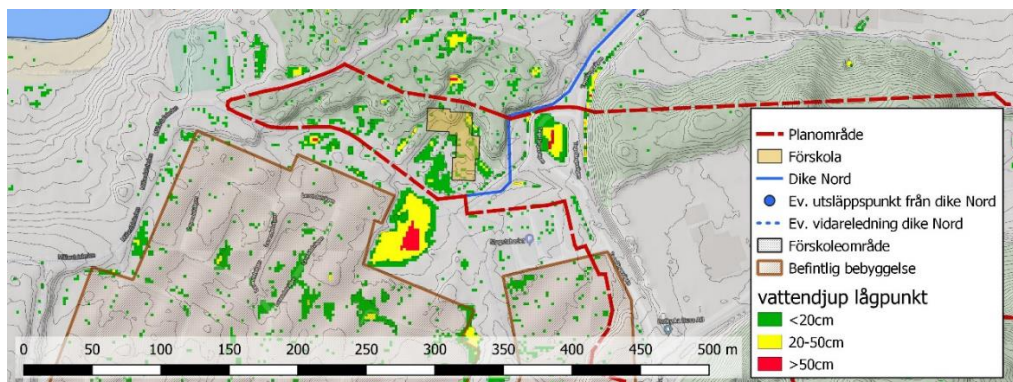 Planområde
Förskola
Dike Nord
Ev. utsläppspunkt från dike Nord
Ev. vidareledning dike Nord
Förskoleområde
Befintlig bebyggelse
vattendjup lågpunkt
<20cm
20-50cm
>50cm
0 50 100 150 200 250 300 350 400 450 500 m